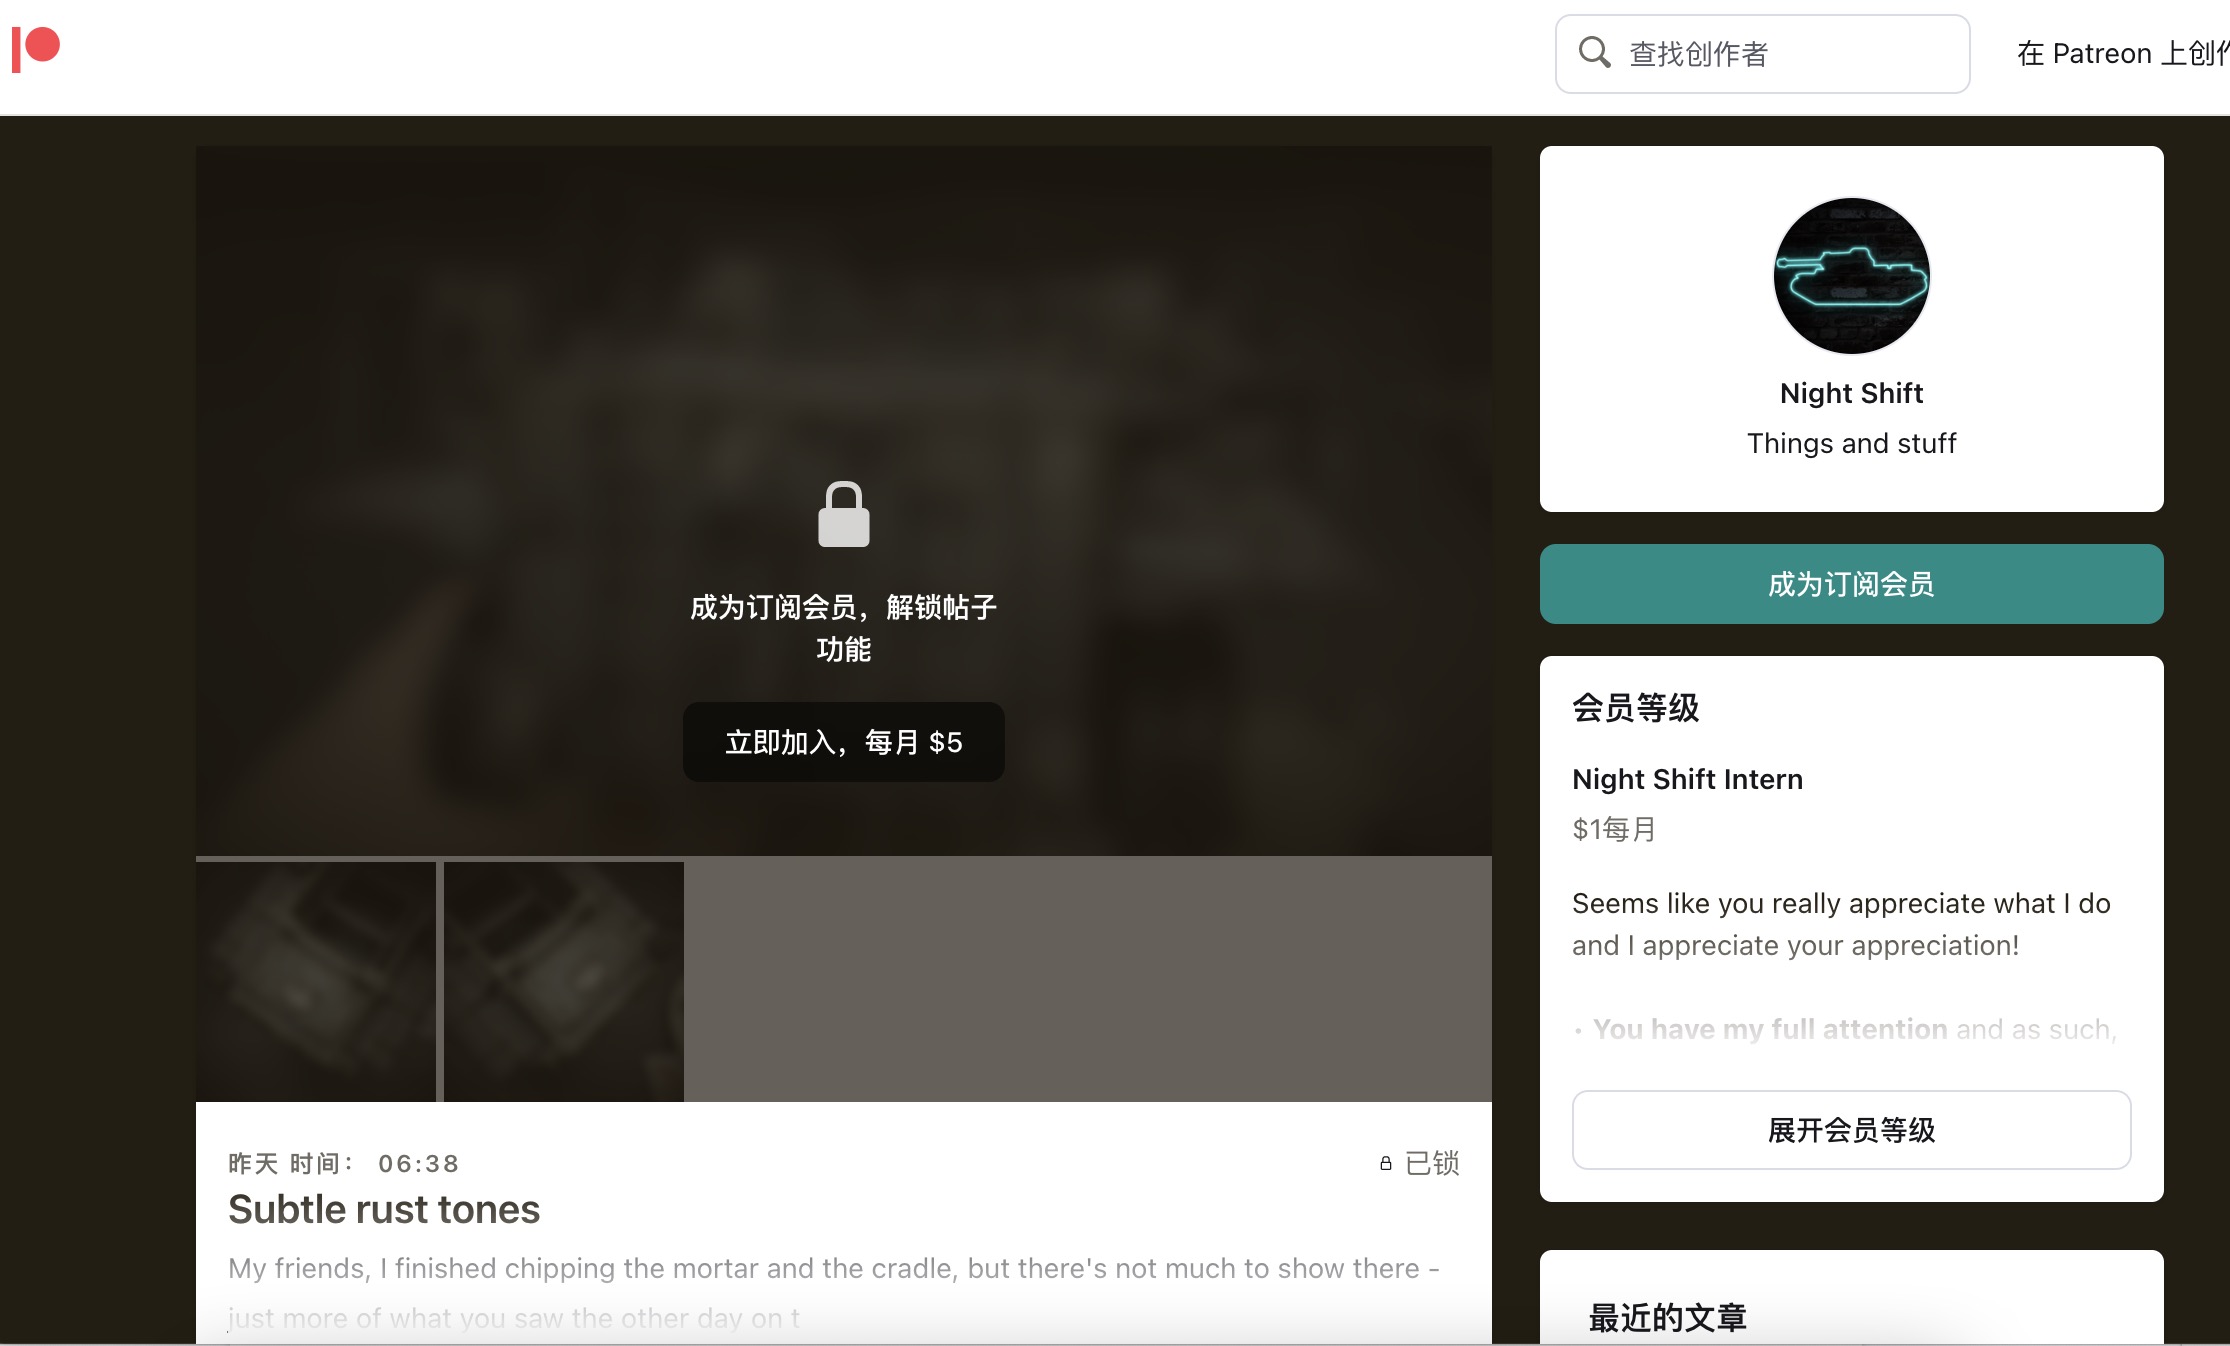 查找创作者
在 Patreon 上创
成为订阅会员，解锁帖子
功能
立即加入，每月 $5
昨天 时间： 06:38
已锁
Subtle rust tones
My friends, I finished chipping the mortar and the cradle, but there's not much to show there -
just more of what you saw the other day on t
Night Shift
Things and stuff
成为订阅会员
会员等级
Night Shift Intern
$1每月
Seems like you really appreciate what I do
and I appreciate your appreciation!
• You have my full attention and as such,
展开会员等级
最近的文章